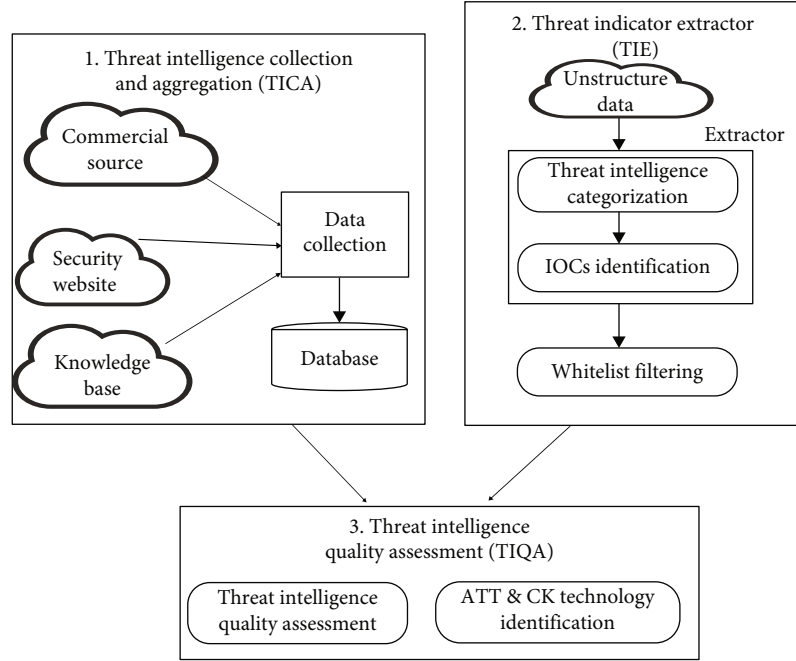 1. Threat intelligence collection
and aggregation (TICA)
Commercial
source
Security
website
Knowledge
base
Data
collection
Database
2. Threat indicator extractor
(TIE)
Unstructure
data
Extractor
Threat intelligence
categorization
IOCs identification
Whitelist filtering
3. Threat intelligence
quality assessment (TIQA)
Threat intelligence
quality assessment
ATT & CK technology
identification